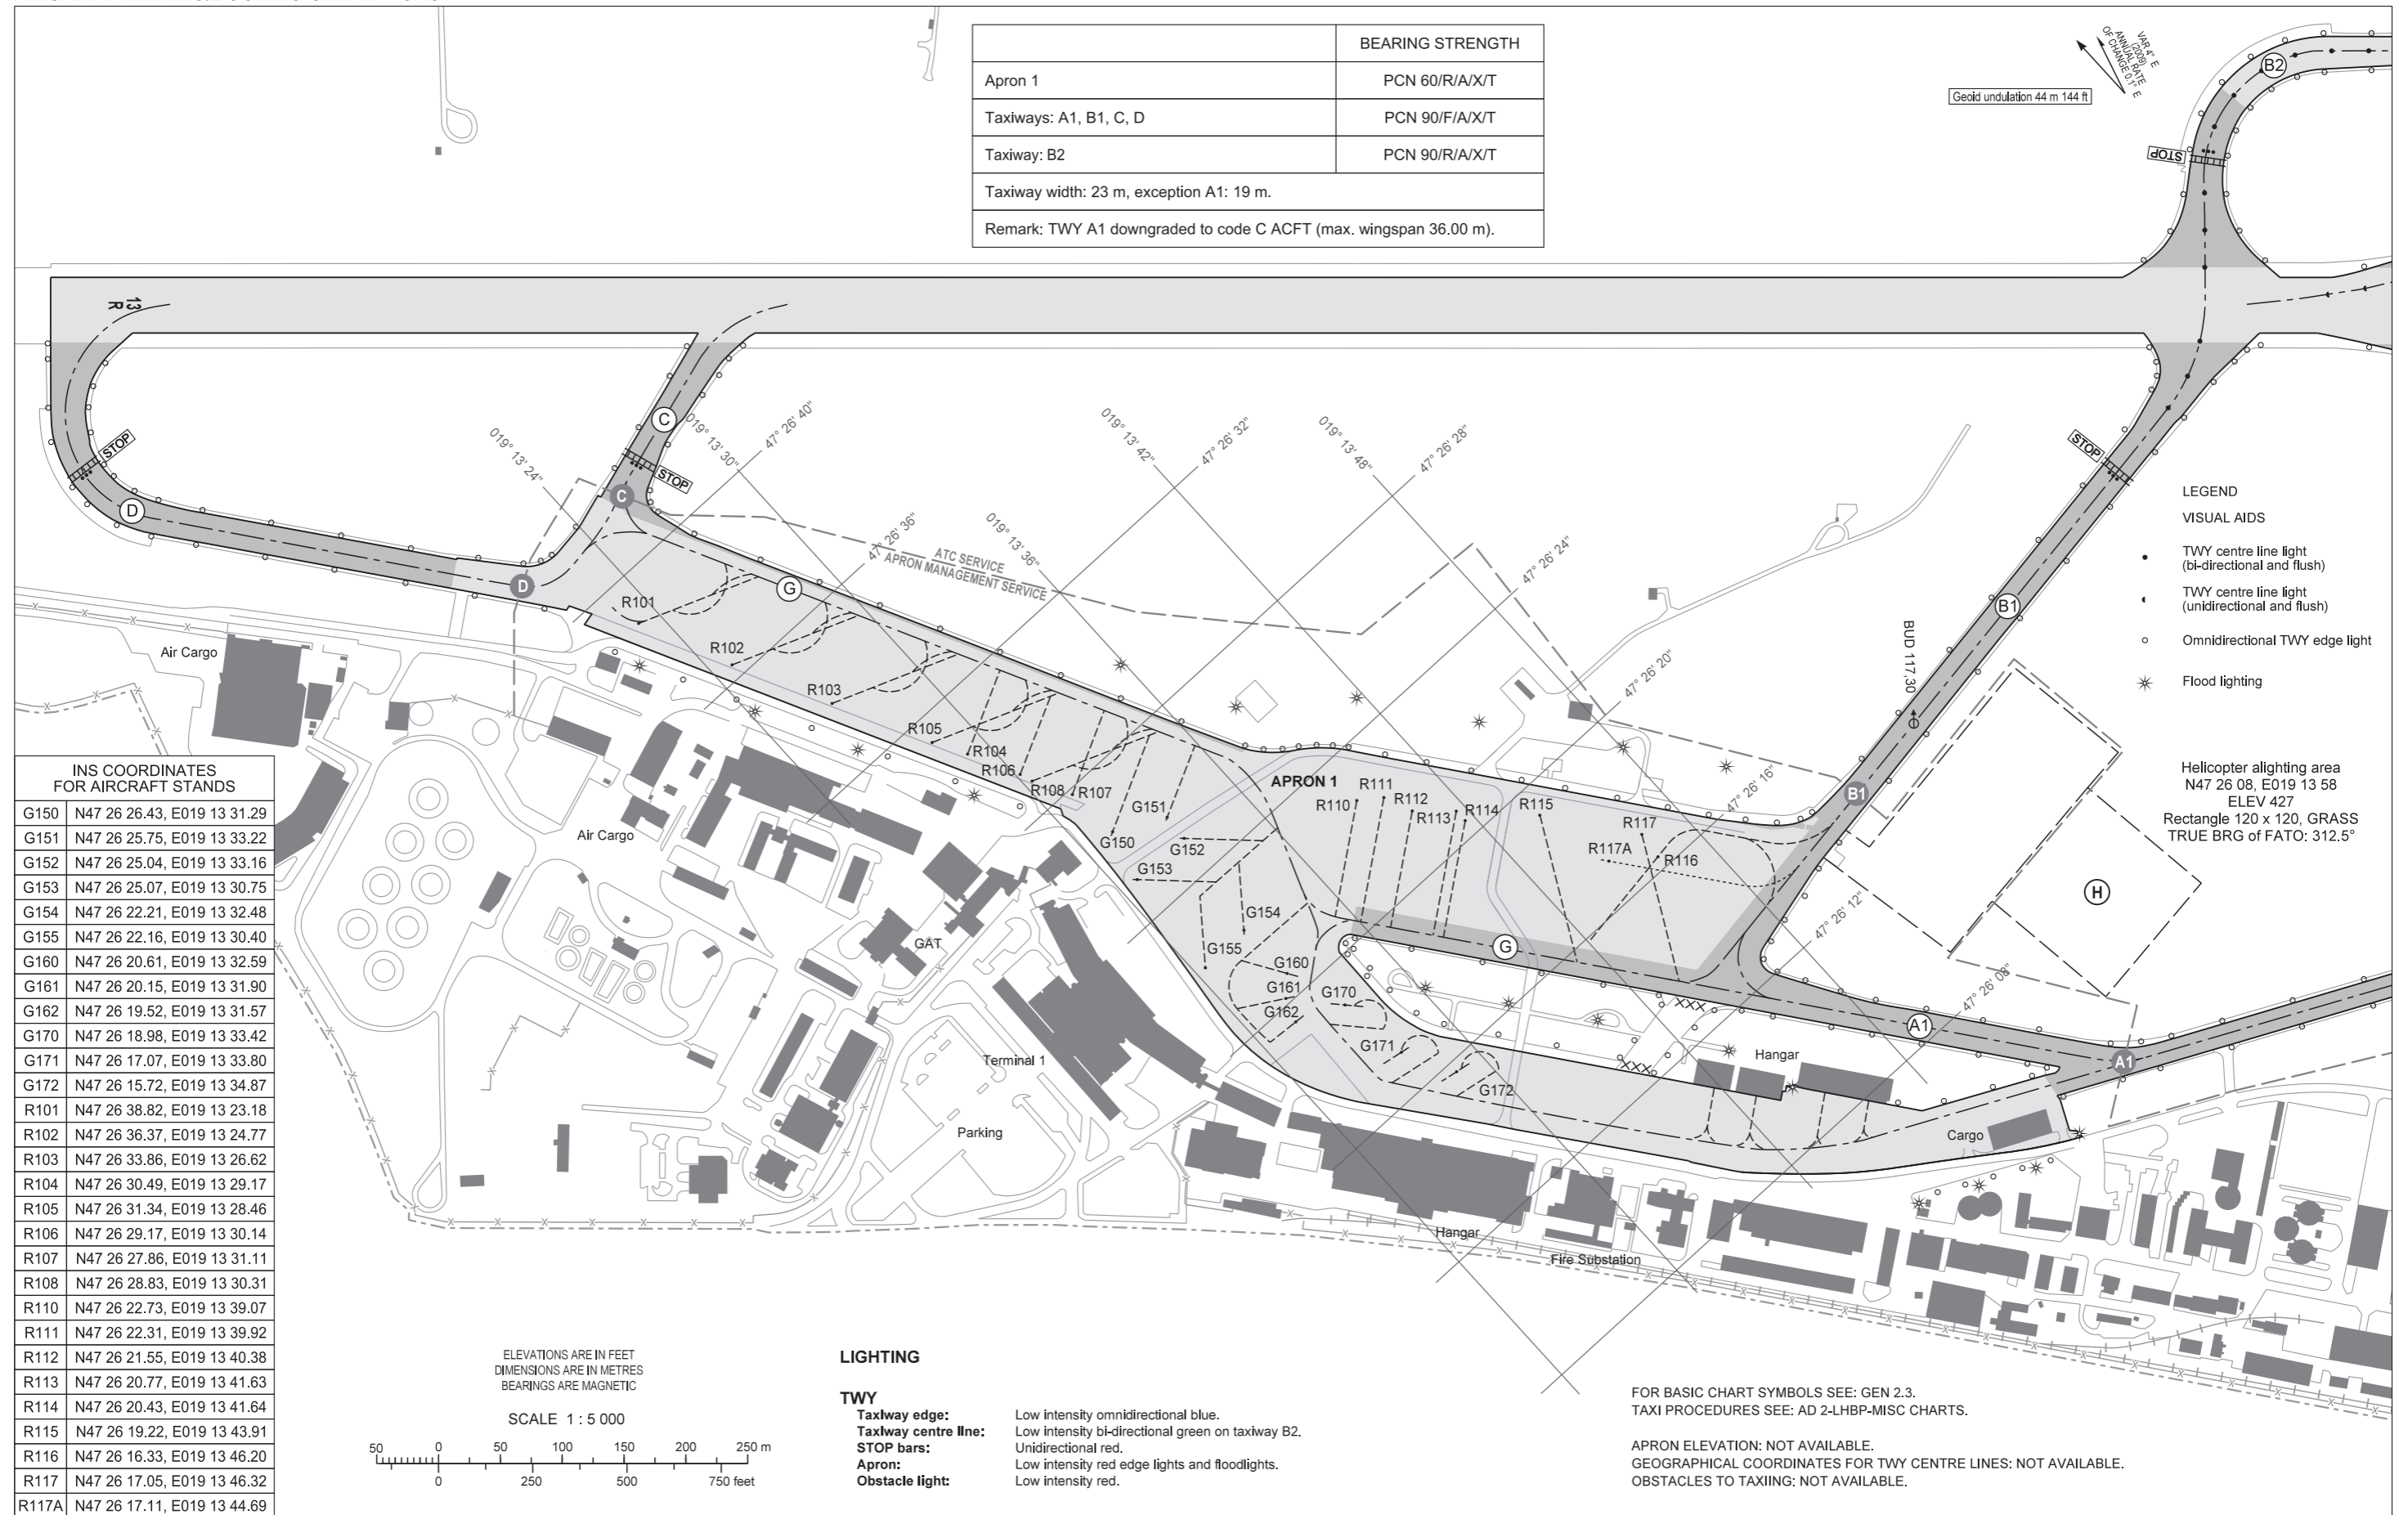 BEARING STRENGTH
Apron 1 PCN 60/R/A/X/T
Taxiways: A1, B1, C, D PCN 90/F/A/X/T
Taxiway: B2 PCN 90/R/A/X/T
Taxiway width: 23 m, exception A1: 19 m.
Remark: TWY A1 downgraded to code C ACFT (max. wingspan 36.00 m).
VAR 4° E
(2009)
ANNUAL RATE
OF CHANGE 0.1° E
Geoid undulation 44 m 144 ft
B2
STOP
13
R
C
STOP
C
STOP
D
D
019° 13' 24"
019° 13' 30"
47° 26' 40"
47° 26' 36"
019° 13' 36"
47° 26' 32"
019° 13' 42"
47° 26' 28"
019° 13' 48"
47° 26' 24"
47° 26' 20"
47° 26' 16"
47° 26' 12"
47° 26' 08"
ATC SERVICE
APRON MANAGEMENT SERVICE
STOP
B1
BUD 117,30
B1
LEGEND
VISUAL AIDS
TWY centre line light
(bi-directional and flush)
TWY centre line light
(unidirectional and flush)
Omnidirectional TWY edge light
Flood lighting
Helicopter alighting area
N47 26 08, E019 13 58
ELEV 427
Rectangle 120 x 120, GRASS
TRUE BRG of FATO: 312.5°
H
G
R101
R102
R103
R105
R104
R106
R108
R107
G151
G150
G152
G153
G154
G155
G160
G161
G162
G170
G171
G172
APRON 1
R110
R111
R112
R113
R114
R115
R117
R117A
R116
G
A1
A1
Air Cargo
Air Cargo
GAT
Terminal 1
Parking
Hangar
Cargo
Hangar
Fire Substation
INS COORDINATES
FOR AIRCRAFT STANDS
G150 N47 26 26.43, E019 13 31.29
G151 N47 26 25.75, E019 13 33.22
G152 N47 26 25.04, E019 13 33.16
G153 N47 26 25.07, E019 13 30.75
G154 N47 26 22.21, E019 13 32.48
G155 N47 26 22.16, E019 13 30.40
G160 N47 26 20.61, E019 13 32.59
G161 N47 26 20.15, E019 13 31.90
G162 N47 26 19.52, E019 13 31.57
G170 N47 26 18.98, E019 13 33.42
G171 N47 26 17.07, E019 13 33.80
G172 N47 26 15.72, E019 13 34.87
R101 N47 26 38.82, E019 13 23.18
R102 N47 26 36.37, E019 13 24.77
R103 N47 26 33.86, E019 13 26.62
R104 N47 26 30.49, E019 13 29.17
R105 N47 26 31.34, E019 13 28.46
R106 N47 26 29.17, E019 13 30.14
R107 N47 26 27.86, E019 13 31.11
R108 N47 26 28.83, E019 13 30.31
R110 N47 26 22.73, E019 13 39.07
R111 N47 26 22.31, E019 13 39.92
R112 N47 26 21.55, E019 13 40.38
R113 N47 26 20.77, E019 13 41.63
R114 N47 26 20.43, E019 13 41.64
R115 N47 26 19.22, E019 13 43.91
R116 N47 26 16.33, E019 13 46.20
R117 N47 26 17.05, E019 13 46.32
R117A N47 26 17.11, E019 13 44.69
ELEVATIONS ARE IN FEET
DIMENSIONS ARE IN METRES
BEARINGS ARE MAGNETIC
SCALE 1 : 5 000
50 0 50 100 150 200 250 m
0 250 500 750 feet
LIGHTING
TWY
Taxiway edge: Low intensity omnidirectional blue.
Taxiway centre line: Low intensity bi-directional green on taxiway B2.
STOP bars: Unidirectional red.
Apron: Low intensity red edge lights and floodlights.
Obstacle light: Low intensity red.
FOR BASIC CHART SYMBOLS SEE: GEN 2.3.
TAXI PROCEDURES SEE: AD 2-LHBP-MISC CHARTS.
APRON ELEVATION: NOT AVAILABLE.
GEOGRAPHICAL COORDINATES FOR TWY CENTRE LINES: NOT AVAILABLE.
OBSTACLES TO TAXIING: NOT AVAILABLE.